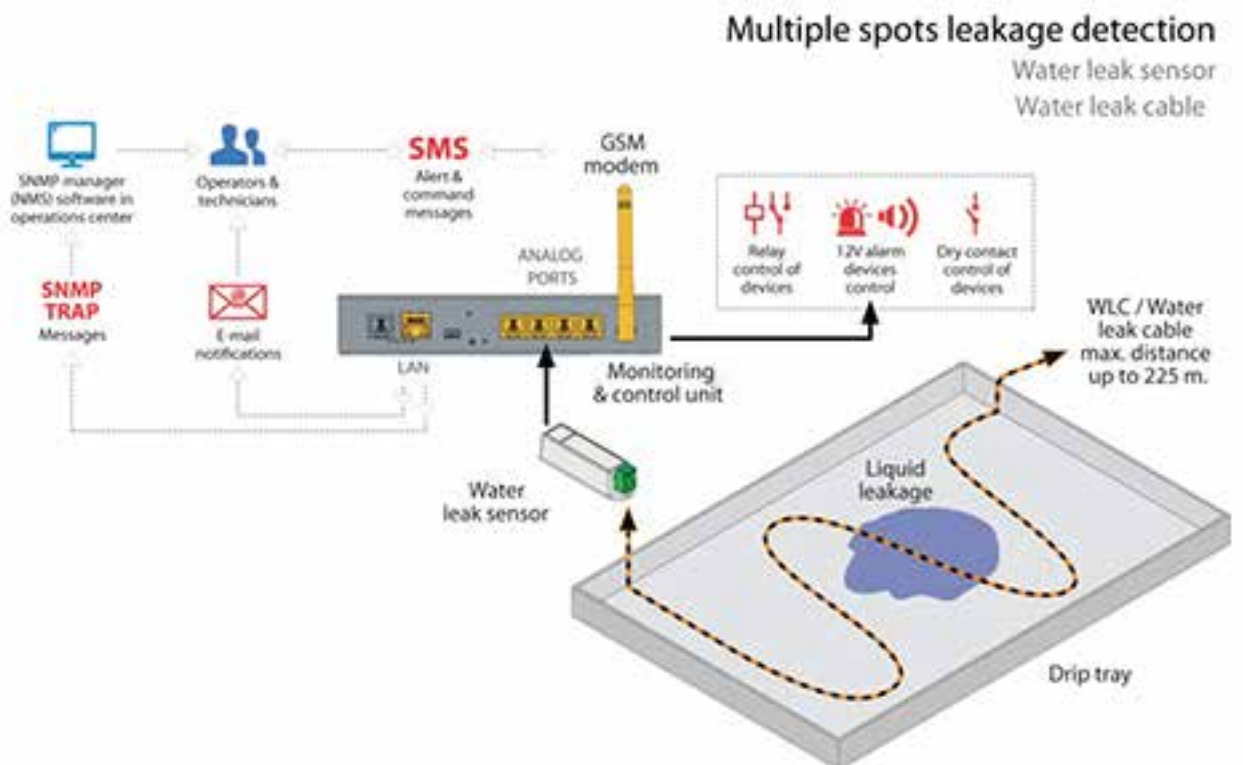 Multiple spots leakage detection
Water leak sensor
Water leak cable
SNMP manager
(NMS) software in
operations center
Operators &
technicians
SMS
Alert &
command
messages
GSM
modem
SNMP
TRAP
Messages
@
E-mail
notifications
ANALOG
PORTS
LAN
Monitoring
& control unit
Relay
control of
devices
12V alarm
devices
control
Dry contact
control of
devices
WLC / Water
leak cable
max. distance
up to 225 m.
Water
leak sensor
Liquid
leakage
Drip tray